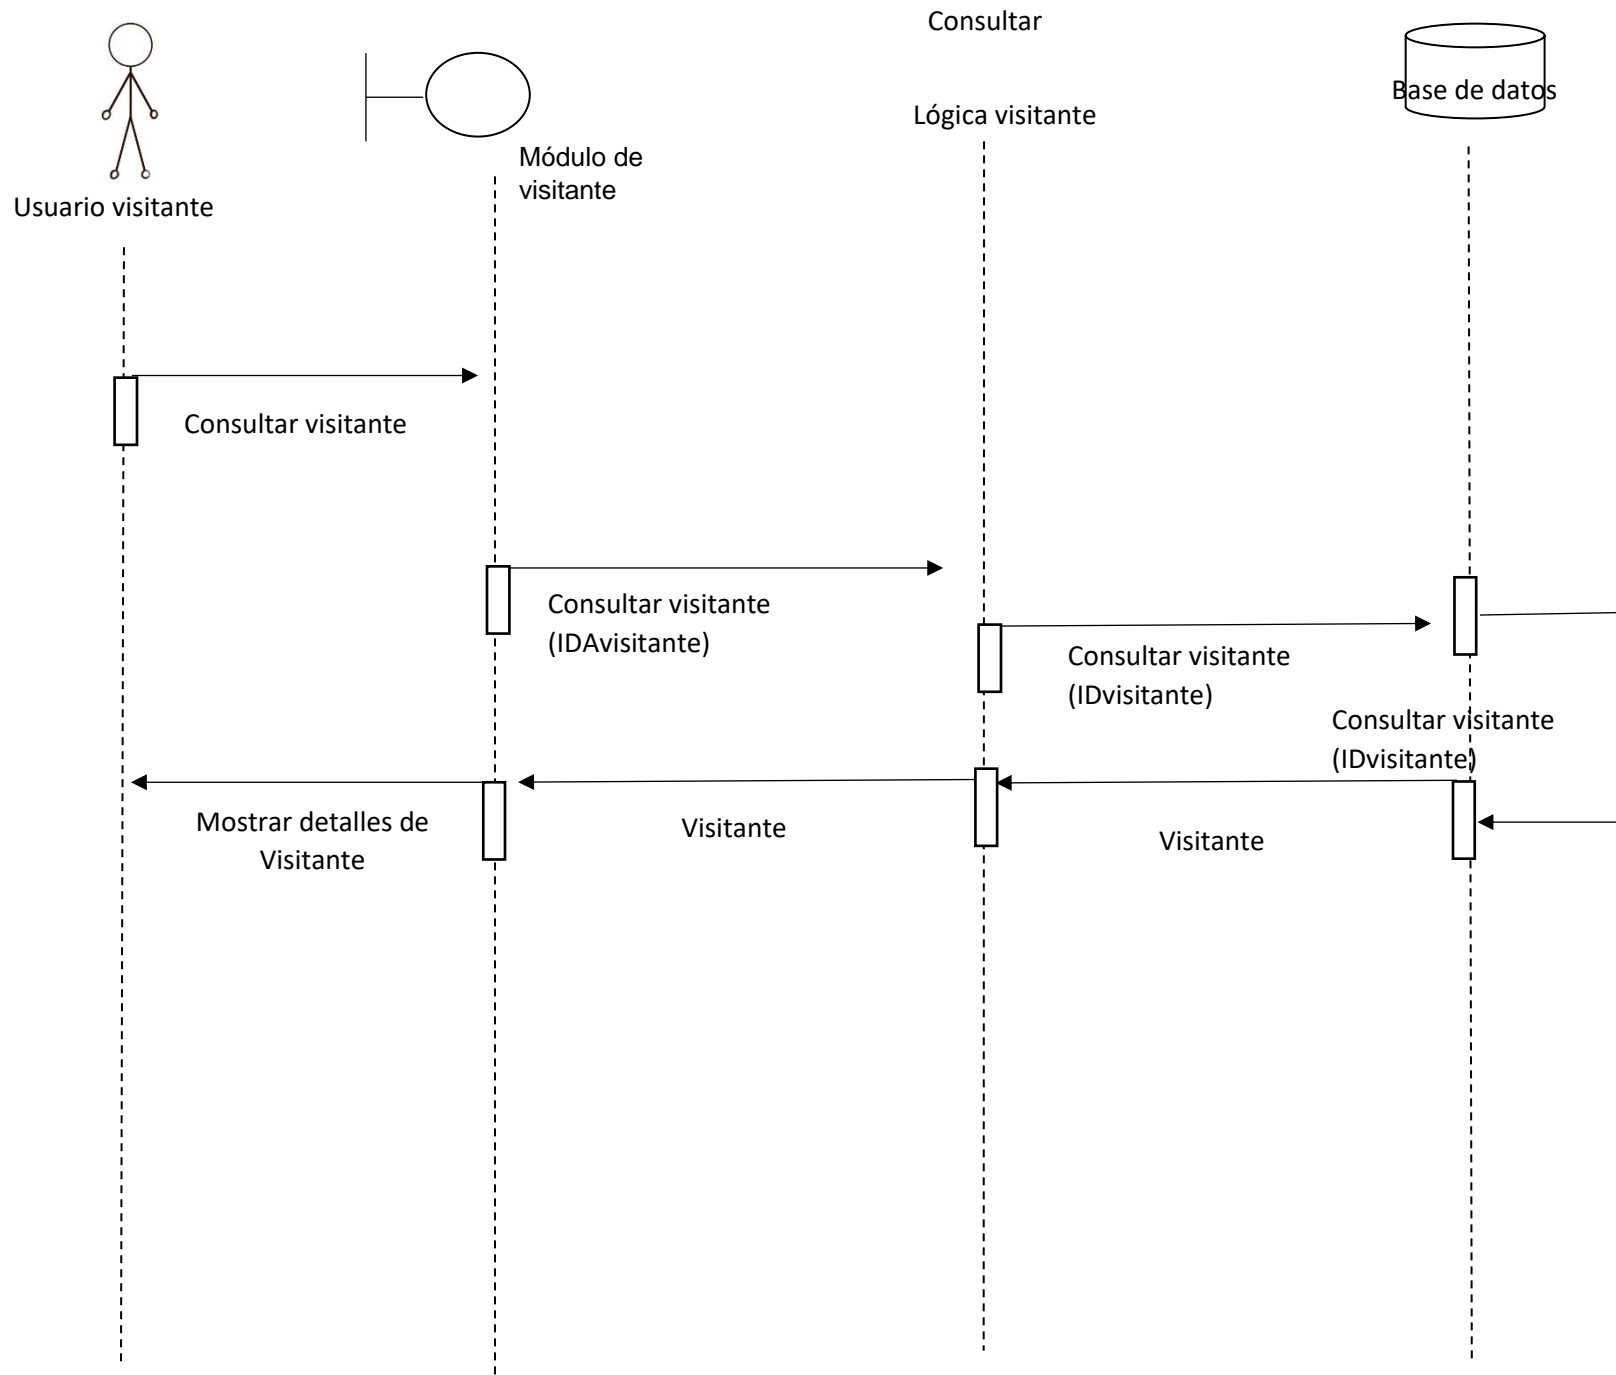 Consultar
Base de datos
Lógica visitante
Módulo de
visitante
Usuario visitante
Consultar visitante
Consultar visitante
(IDAvisitante)
Consultar visitante
(IDvisitante)
Consultar visitante
(IDvisitante)
Mostrar detalles de
Visitante
Visitante
Visitante